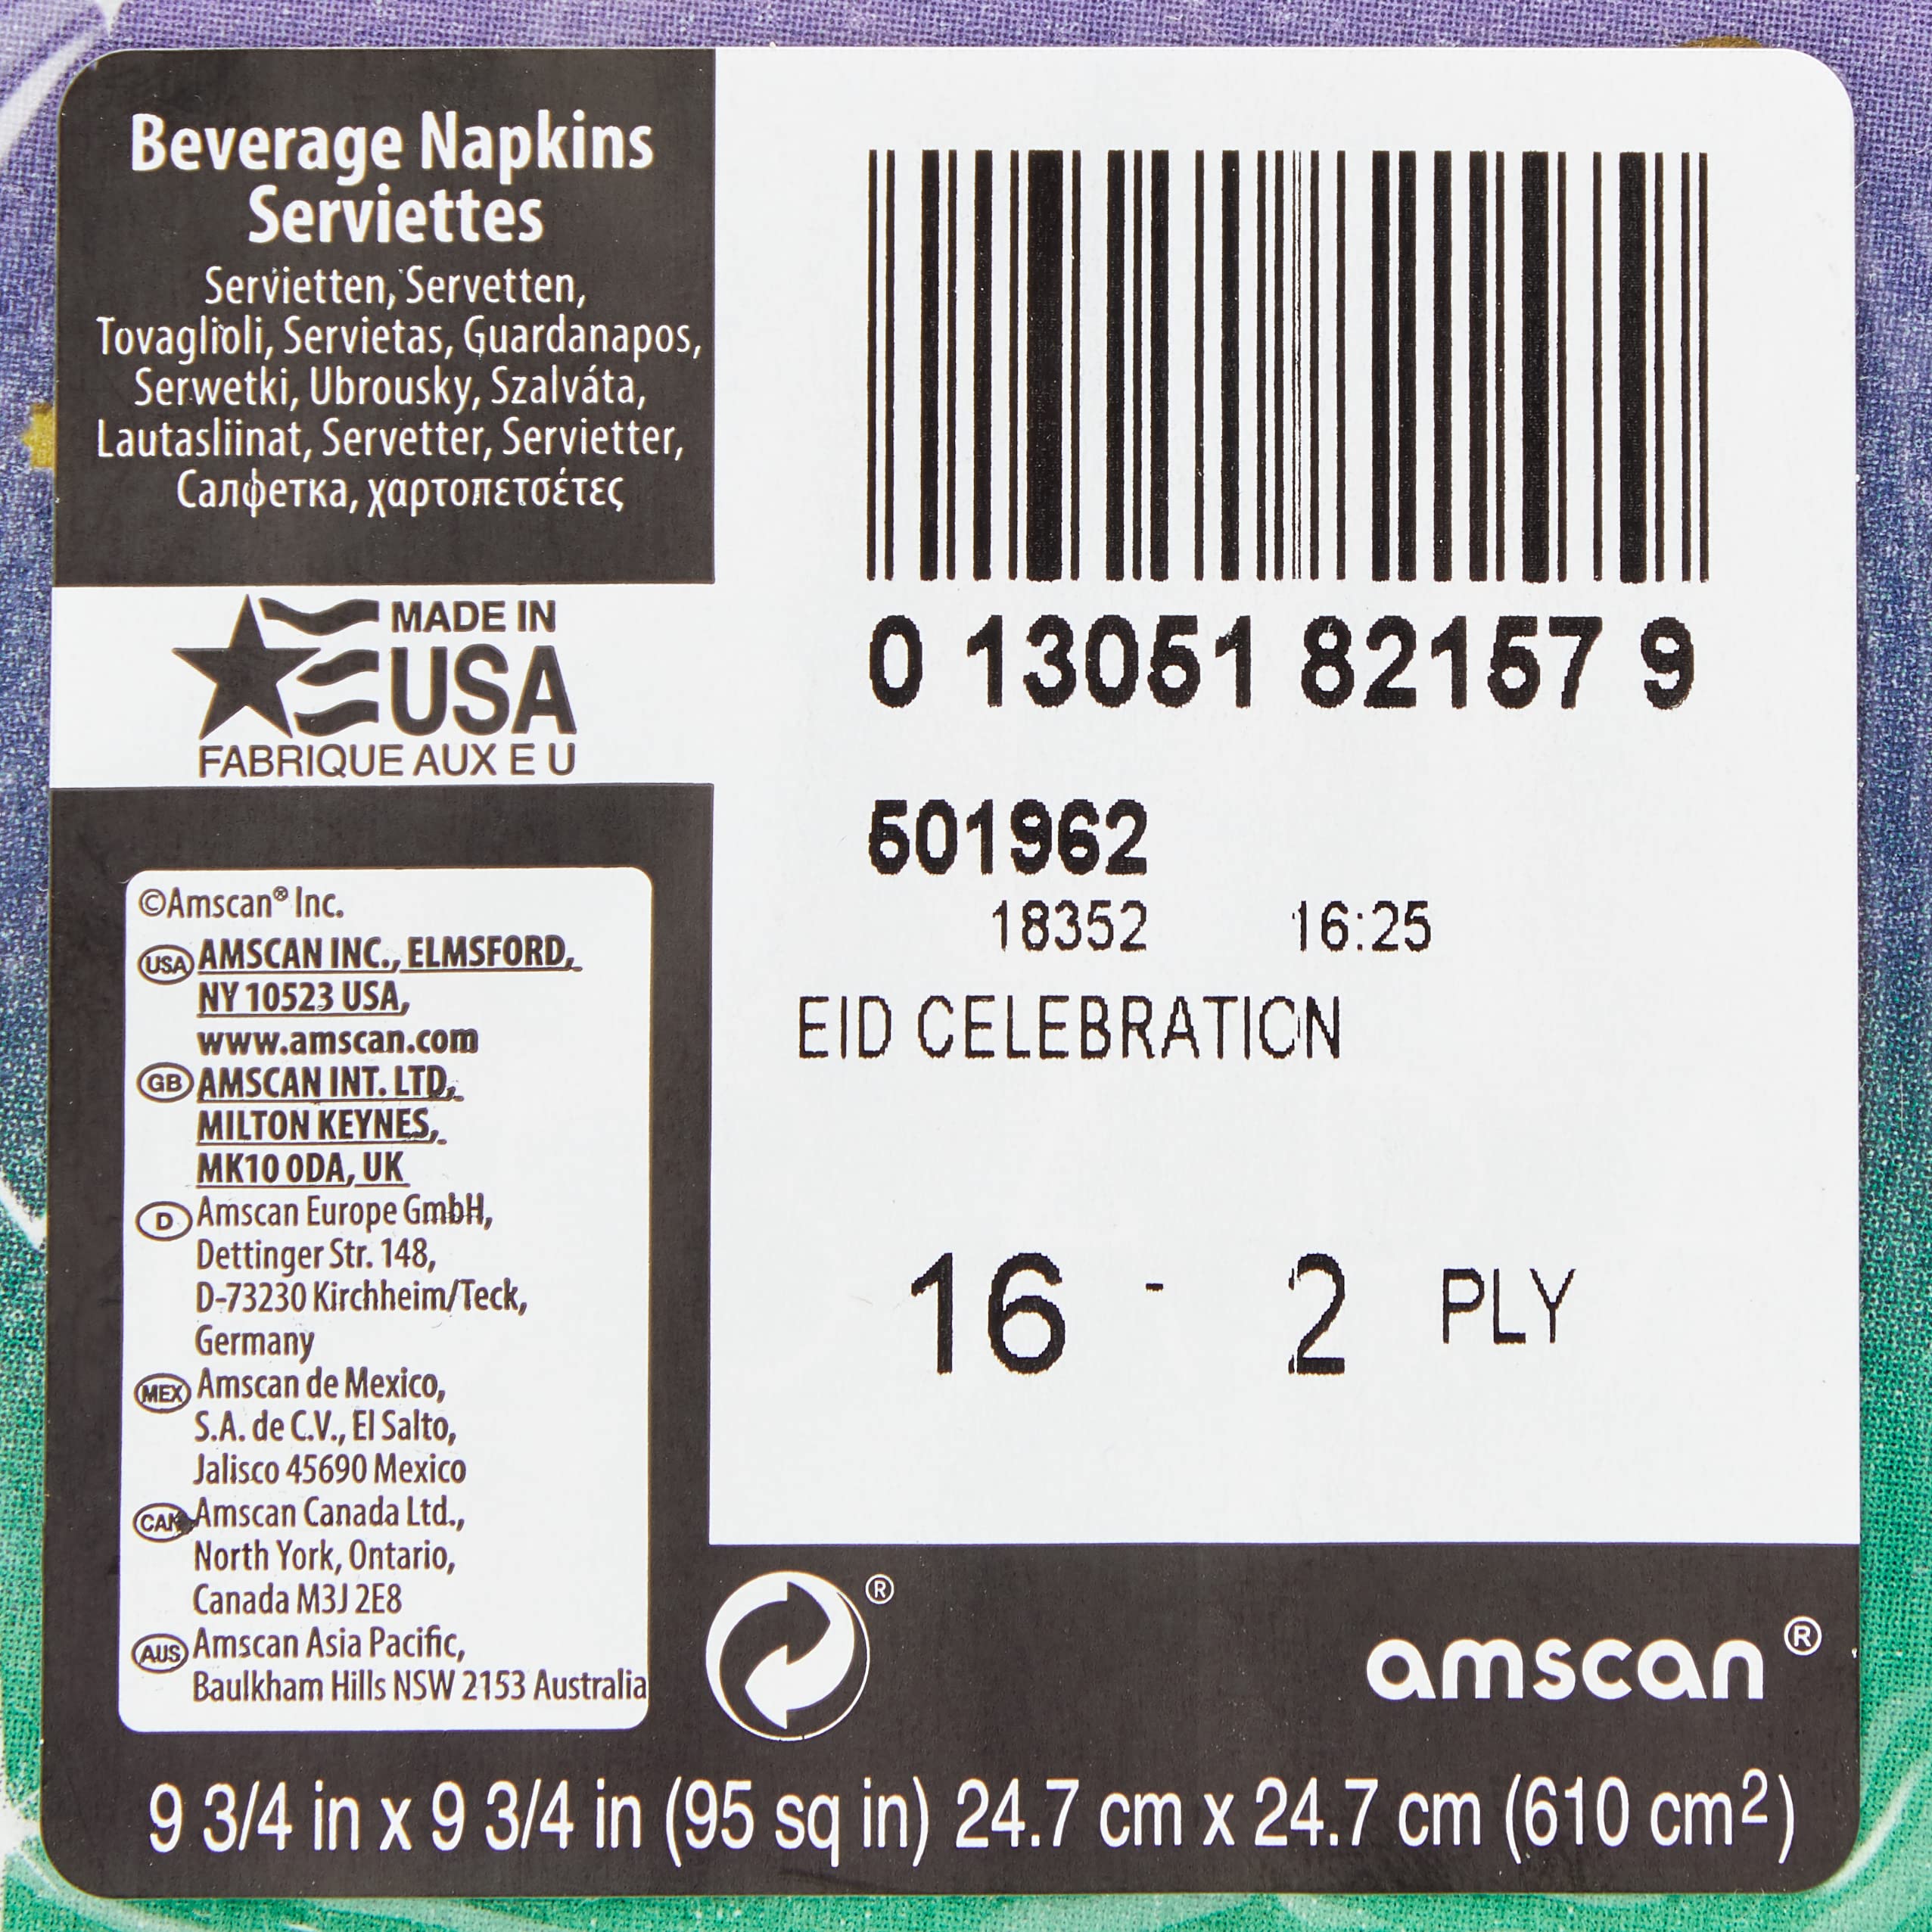 Beverage Napkins
Serviettes
Servietten, Servetten,
Tovaglioli, Servietas, Guardanapos,
Serwetki, Ubrousky, Szalváta,
Lautasliinat, Servetter, Servietter,
Салфетка, χαρτοπετσέτες
MADE IN
USA
FABRIQUE AUX E U
©Amscan® Inc.
USA AMSCAN INC., ELMSFORD,
NY 10523 USA,
www.amscan.com
GB AMSCAN INT. LTD,
MILTON KEYNES,
MK10 0DA, UK
D Amscan Europe GmbH,
Dettinger Str. 148,
D-73230 Kirchheim/Teck,
Germany
MEX Amscan de Mexico,
S.A. de C.V., El Salto,
Jalisco 45690 Mexico
CAN Amscan Canada Ltd.,
North York, Ontario,
Canada M3J 2E8
AUS Amscan Asia Pacific,
Baulkham Hills NSW 2153 Australia
0 13051 82157 9
501962
18352 16:25
EID CELEBRATION
16 - 2 PLY
®
amscan®
9 3/4 in x 9 3/4 in (95 sq in) 24.7 cm x 24.7 cm (610 cm²)